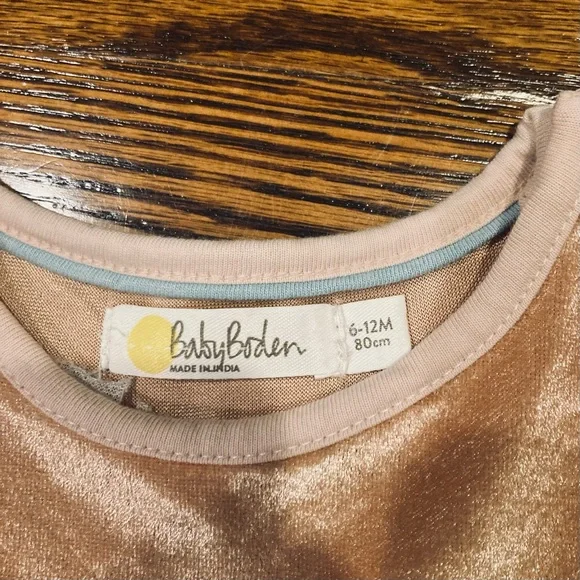 BabyBoden
MADE IN INDIA
6-12M
80cm